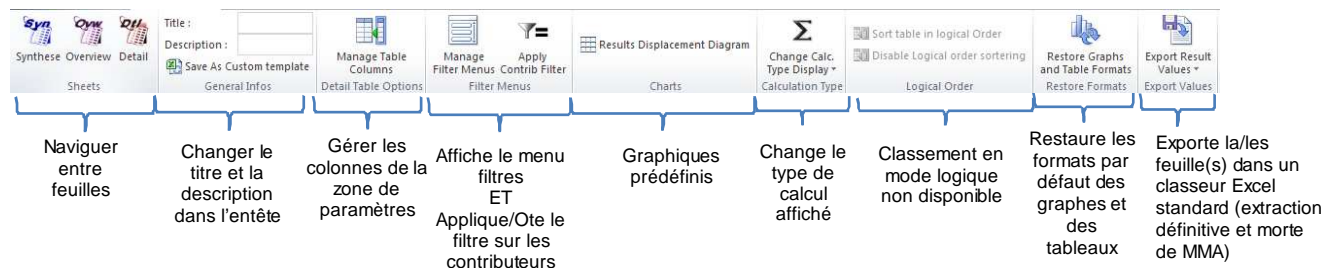 Syn Ovw Dtl
Synthese Overview Detail
Sheets
Title :
Description :
Save As Custom template
General Infos
Manage Table
Columns
Detail Table Options
Manage
Filter Menus
Apply
Contrib Filter
Filter Menus
Results Displacement Diagram
Charts
Change Calc.
Type Display
Calculation Type
Sort table in logical Order
Disable Logical order sortering
Logical Order
Restore Graphs
and Table Formats
Restore Formats
Export Result
Values
Export Values
Naviguer
entre
feuilles
Changer le
titre et la
description
dans l'entête
Gérer les
colonnes de la
zone de
paramètres
Affiche le menu
filtres
ET
Applique/Ote le
filtre sur les
contributeurs
Graphiques
prédéfinis
Change le
type de
calcul
affiché
Classement en
mode logique
non disponible
Restaure les
formats par
défaut des
graphes et
des
tableaux
Exporte la/les
feuille(s) dans un
classeur Excel
standard (extraction
définitive et morte
de MMA)